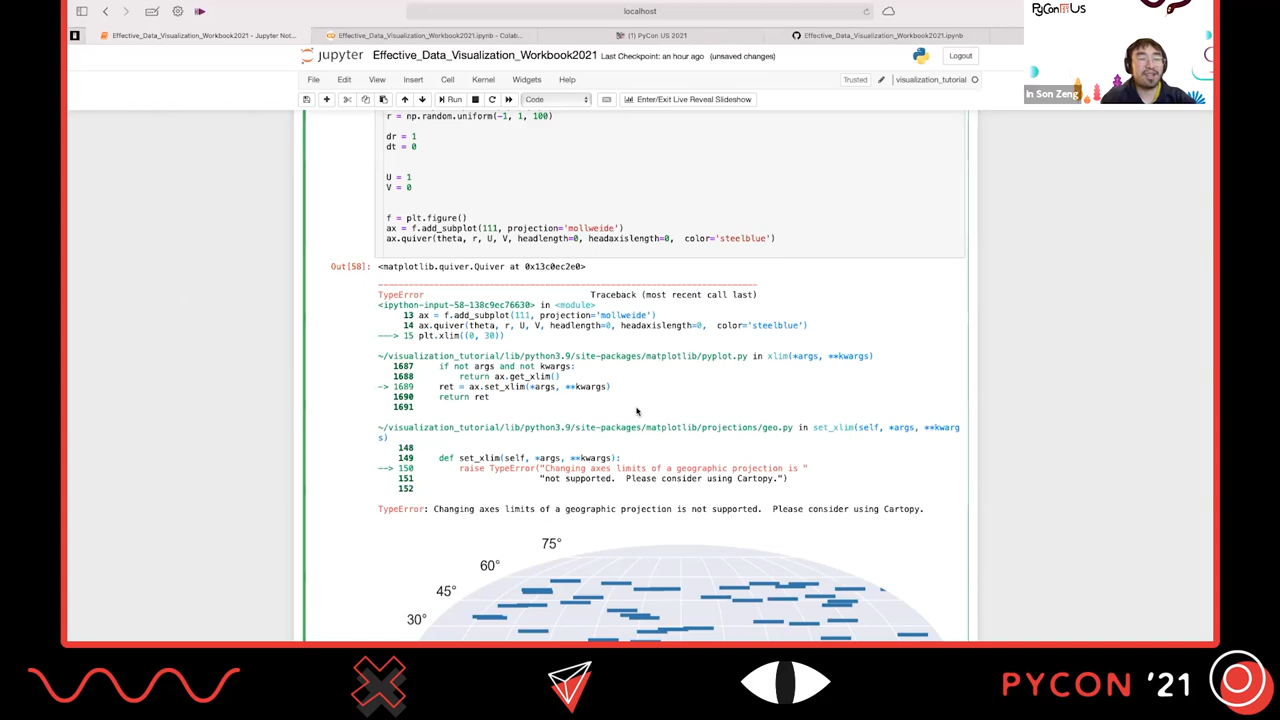 localhost
Effective_Data_Visualization_Workbook2021 - Jupyter Not...
Effective_Data_Visualization_Workbook2021.ipynb - Colab...
(1) PyCon US 2021
Effective_Data_Visualization_Workbook2021.ipynb
PyCon US
In Son Zeng
jupyter Effective_Data_Visualization_Workbook2021 Last Checkpoint: an hour ago (unsaved changes)
Logout
File Edit View Insert Cell Kernel Widgets Help
Trusted
visualization_tutorial
Run
Code
Enter/Exit Live Reveal Slideshow
r = np.random.uniform(-1, 1, 100)
dr = 1
dt = 0
U = 1
V = 0
f = plt.figure()
ax = f.add_subplot(111, projection='mollweide')
ax.quiver(theta, r, U, V, headlength=0, headaxislength=0,  color='steelblue')
Out[58]: <matplotlib.quiver.Quiver at 0x13c0ec2e0>
TypeError Traceback (most recent call last)
<ipython-input-58-138c9ec76630> in <module>
13 ax = f.add_subplot(111, projection='mollweide')
14 ax.quiver(theta, r, U, V, headlength=0, headaxislength=0,  color='steelblue')
---> 15 plt.xlim((0, 30))
~/visualization_tutorial/lib/python3.9/site-packages/matplotlib/pyplot.py in xlim(*args, **kwargs)
1687 if not args and not kwargs:
1688 return ax.get_xlim()
-> 1689 ret = ax.set_xlim(*args, **kwargs)
1690 return ret
1691
~/visualization_tutorial/lib/python3.9/site-packages/matplotlib/projections/geo.py in set_xlim(self, *args, **kwarg
s)
148
149 def set_xlim(self, *args, **kwargs):
--> 150 raise TypeError("Changing axes limits of a geographic projection is "
151 "not supported.  Please consider using Cartopy.")
152
TypeError: Changing axes limits of a geographic projection is not supported.  Please consider using Cartopy.
75°
60°
45°
30°
PYCON '21